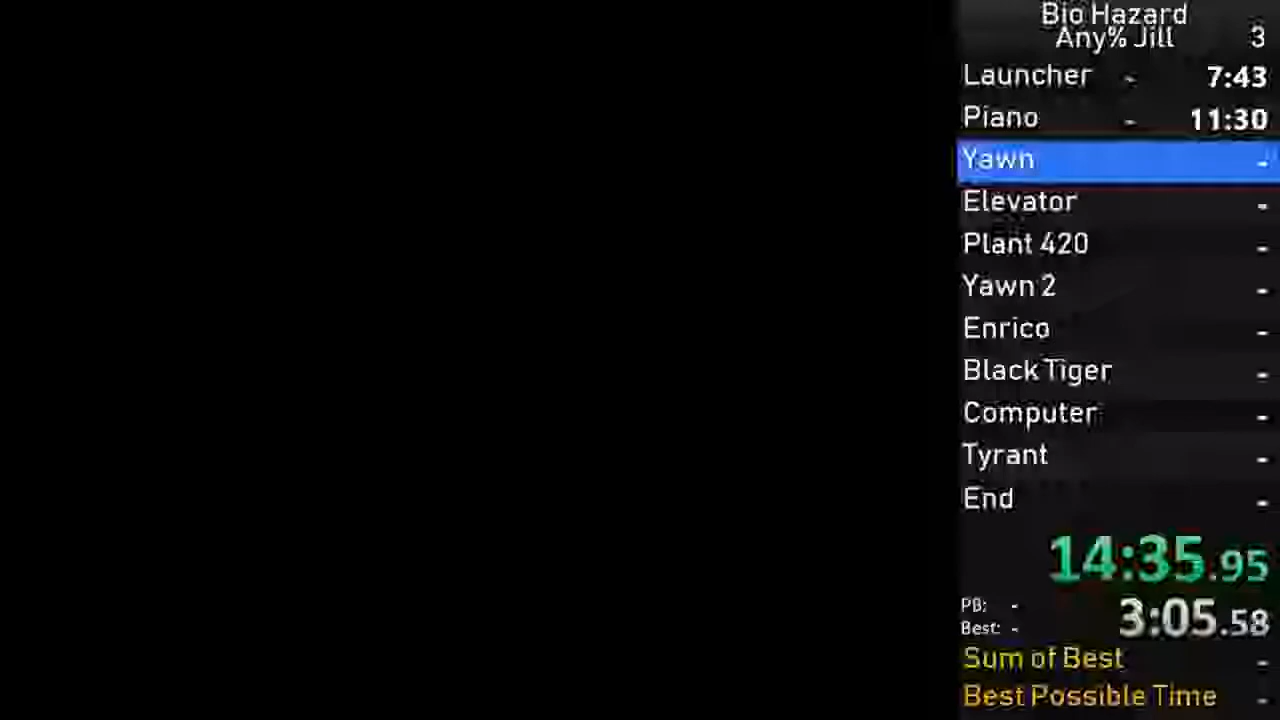 Bio Hazard
Any% Jill 3
Launcher - 7:43
Piano - 11:30
Yawn -
Elevator -
Plant 420 -
Yawn 2 -
Enrico -
Black Tiger -
Computer -
Tyrant -
End -
14:35.95
PB: -
Best: -
3:05.58
Sum of Best -
Best Possible Time -